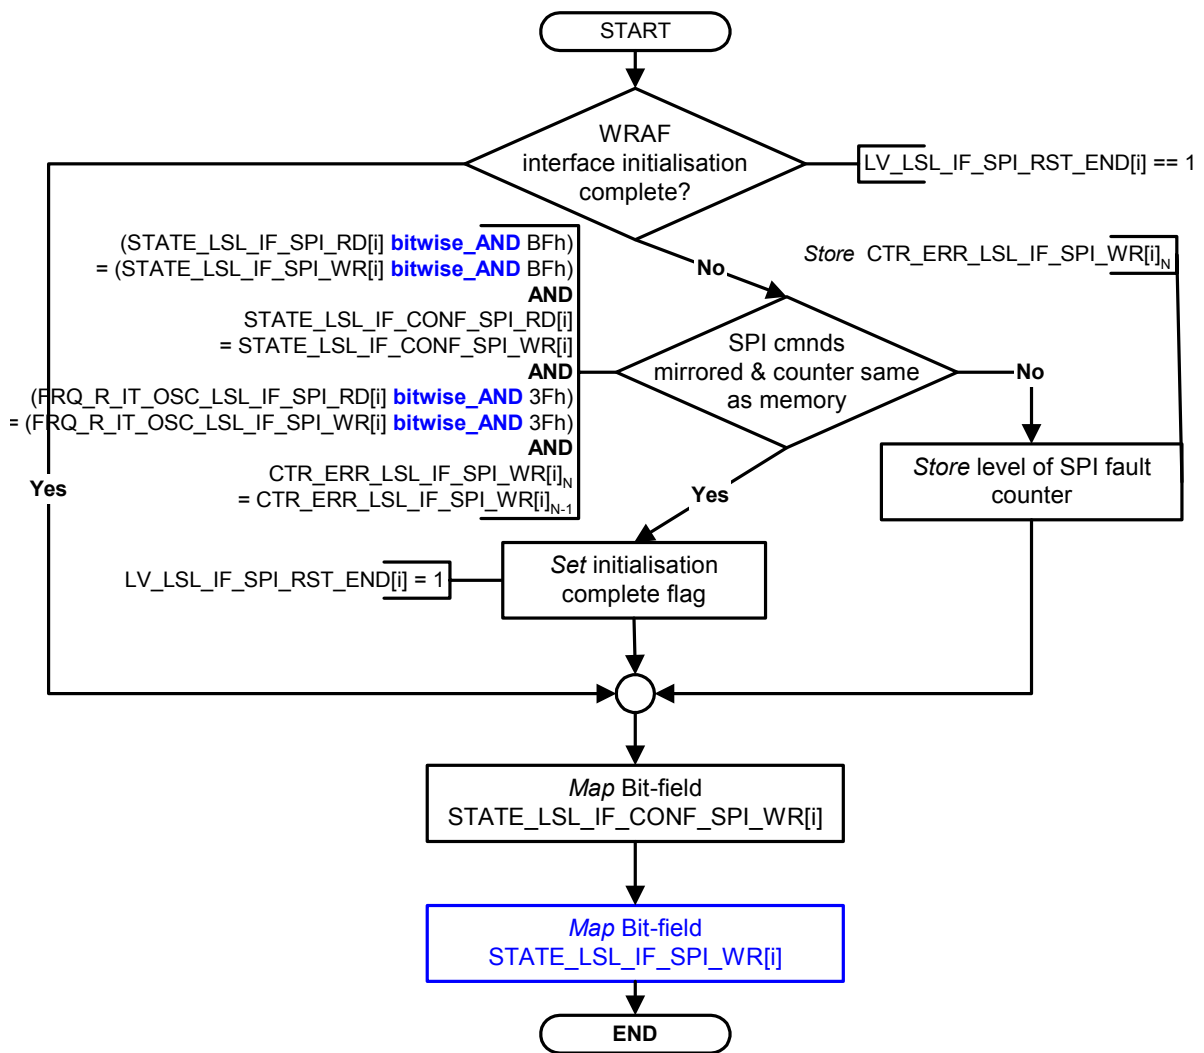 START
WRAF
interface initialisation
complete?
LV_LSL_IF_SPI_RST_END[i] == 1
(STATE_LSL_IF_SPI_RD[i] bitwise_AND BFh)
= (STATE_LSL_IF_SPI_WR[i] bitwise_AND BFh)
AND
STATE_LSL_IF_CONF_SPI_RD[i]
= STATE_LSL_IF_CONF_SPI_WR[i]
AND
(FRQ_R_IT_OSC_LSL_IF_SPI_RD[i] bitwise_AND 3Fh)
= (FRQ_R_IT_OSC_LSL_IF_SPI_WR[i] bitwise_AND 3Fh)
AND
CTR_ERR_LSL_IF_SPI_WR[i]N
= CTR_ERR_LSL_IF_SPI_WR[i]N-1
Store CTR_ERR_LSL_IF_SPI_WR[i]N
No
SPI cmnds
mirrored & counter same
as memory
No
Store level of SPI fault
counter
Yes
Yes
LV_LSL_IF_SPI_RST_END[i] = 1
Set initialisation
complete flag
Map Bit-field
STATE_LSL_IF_CONF_SPI_WR[i]
Map Bit-field
STATE_LSL_IF_SPI_WR[i]
END